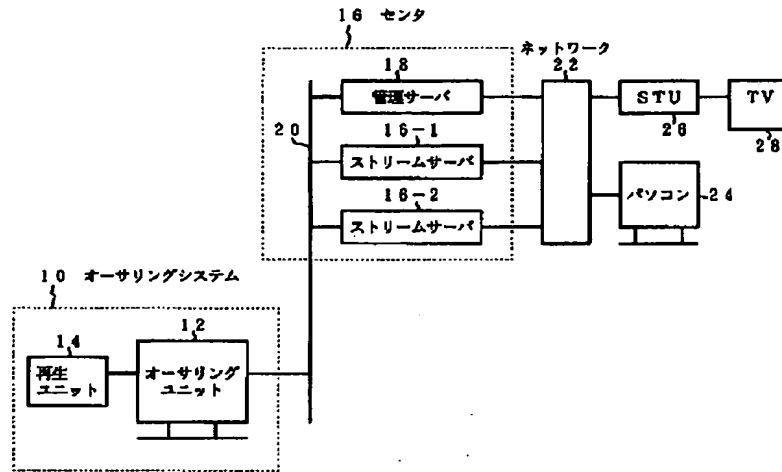 16 センタ
ネットワーク
22
18
管理サーバ
STU
26
TV
28
20
16-1
ストリームサーバ
16-2
ストリームサーバ
パソコン
24
10 オーサリングシステム
14
再生
ユニット
12
オーサリング
ユニット